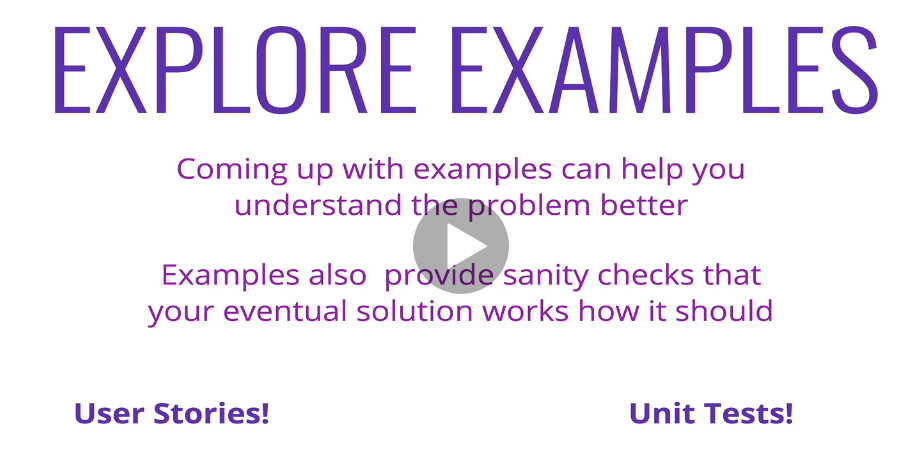 EXPLORE EXAMPLES
Coming up with examples can help you
understand the problem better
Examples also  provide sanity checks that
your eventual solution works how it should
User Stories!
Unit Tests!